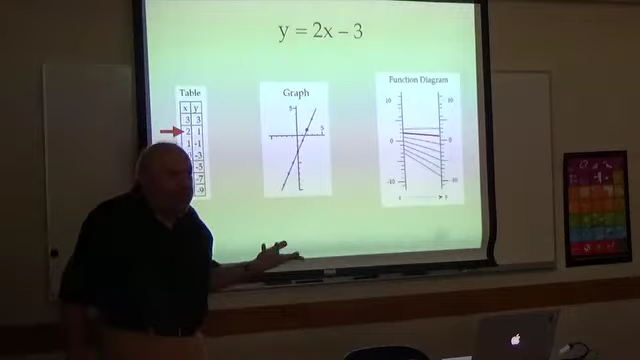 y = 2x – 3
Table
x y
3 3
2 1
1 -1
-3
-5
-7
-9
Graph
5
5
Function Diagram
10 10
0 0
-10 -10
x y